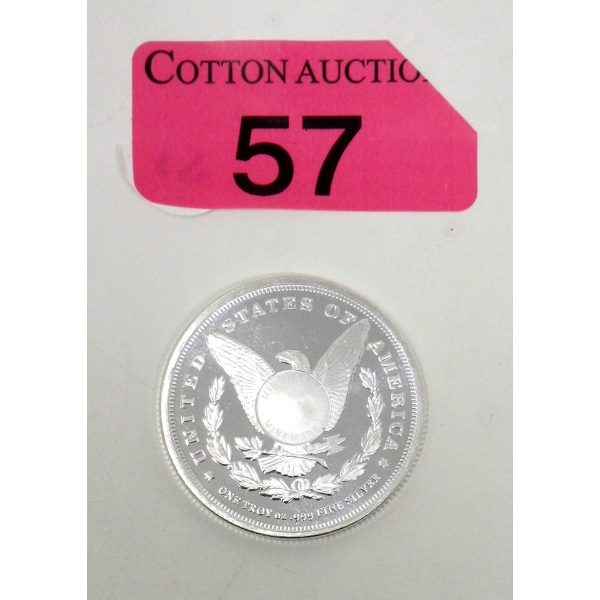 COTTON AUCTIO
57
UNITED STATES OF AMERICA
ONE TROY oz .999 FINE SILVER